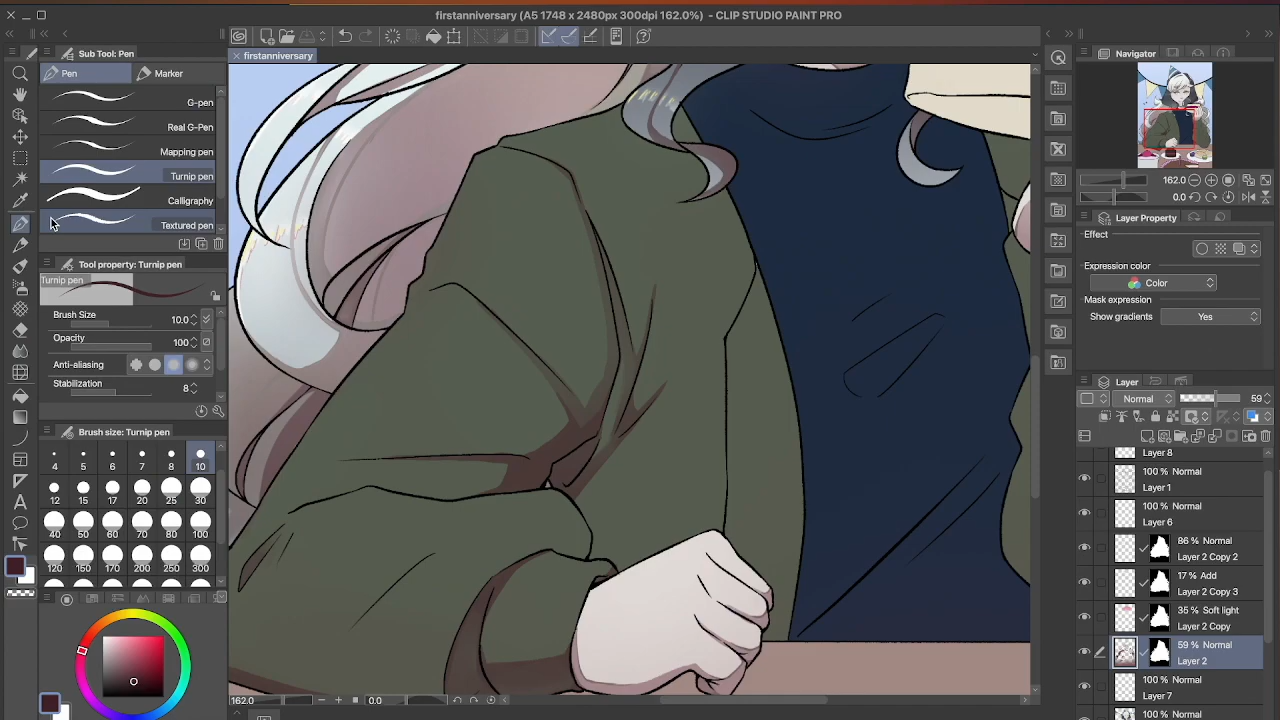 firstanniversary (A5 1748 x 2480px 300dpi 162.0%) - CLIP STUDIO PAINT PRO
Sub Tool: Pen
firstanniversary
Navigator
Pen
Marker
G-pen
Real G-Pen
Mapping pen
Turnip pen
Calligraphy
Textured pen
162.0
0.0
Layer Property
Effect
Expression color
Color
Mask expression
Show gradients
Yes
Tool property: Turnip pen
Turnip pen
Brush Size
10.0
Opacity
100
Anti-aliasing
Stabilization
8
Layer
Normal
59
Brush size: Turnip pen
4 5 6 7 8 10
12 15 17 20 25 30
40 50 60 70 80 100
120 150 170 200 250 300
Layer 8
100 % Normal
Layer 1
100 % Normal
Layer 6
86 % Normal
Layer 2 Copy 2
17 % Add
Layer 2 Copy 3
35 % Soft light
Layer 2 Copy
59 % Normal
Layer 2
100 % Normal
Layer 7
100 % Normal
162.0
0.0